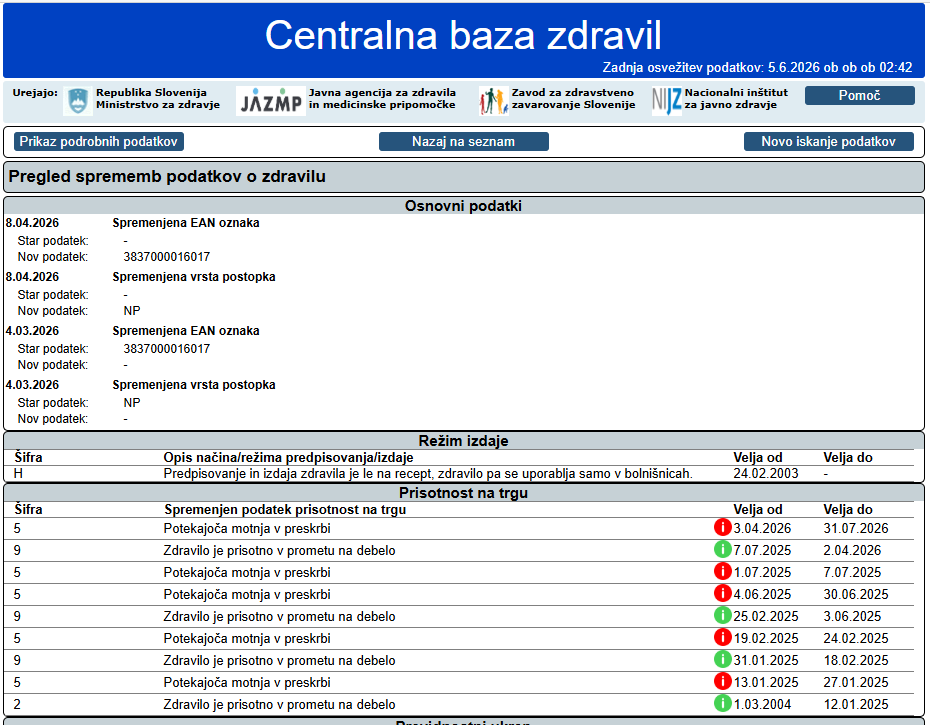 Centralna baza zdravil
Zadnja osvežitev podatkov: 5.6.2026 ob ob ob 02:42
Urejajo: Republika Slovenija Ministrstvo za zdravje JAZMP Javna agencija za zdravila in medicinske pripomočke Zavod za zdravstveno zavarovanje Slovenije NIJZ Nacionalni inštitut za javno zdravje Pomoč
Prikaz podrobnih podatkov Nazaj na seznam Novo iskanje podatkov
Pregled sprememb podatkov o zdravilu
Osnovni podatki
8.04.2026 Spremenjena EAN oznaka
Star podatek: -
Nov podatek: 3837000016017
8.04.2026 Spremenjena vrsta postopka
Star podatek: -
Nov podatek: NP
4.03.2026 Spremenjena EAN oznaka
Star podatek: 3837000016017
Nov podatek: -
4.03.2026 Spremenjena vrsta postopka
Star podatek: NP
Nov podatek: -
Režim izdaje
Šifra Opis načina/režima predpisovanja/izdaje Velja od Velja do
H Predpisovanje in izdaja zdravila je le na recept, zdravilo pa se uporablja samo v bolnišnicah. 24.02.2003 -
Prisotnost na trgu
Šifra Spremenjen podatek prisotnost na trgu Velja od Velja do
5 Potekajoča motnja v preskrbi 3.04.2026 31.07.2026
9 Zdravilo je prisotno v prometu na debelo 7.07.2025 2.04.2026
5 Potekajoča motnja v preskrbi 1.07.2025 7.07.2025
5 Potekajoča motnja v preskrbi 4.06.2025 30.06.2025
9 Zdravilo je prisotno v prometu na debelo 25.02.2025 3.06.2025
5 Potekajoča motnja v preskrbi 19.02.2025 24.02.2025
9 Zdravilo je prisotno v prometu na debelo 31.01.2025 18.02.2025
5 Potekajoča motnja v preskrbi 13.01.2025 27.01.2025
2 Zdravilo je prisotno v prometu na debelo 1.03.2004 12.01.2025